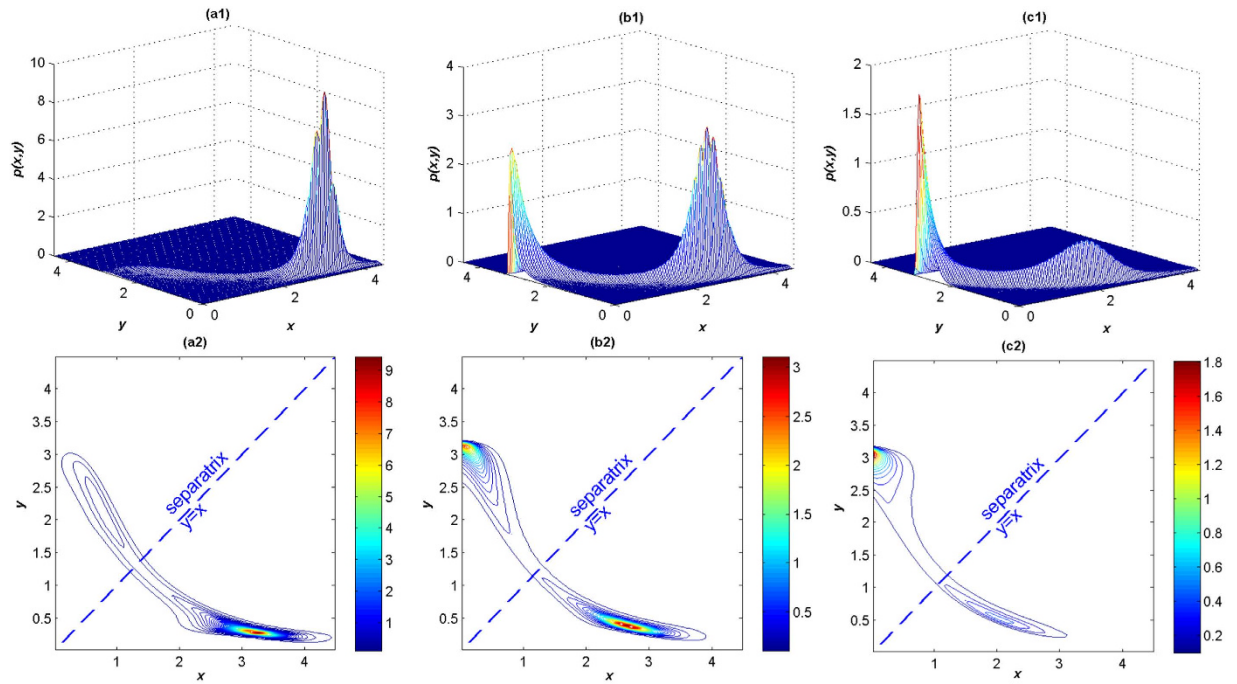 (a1)
(b1)
(c1)
10
8
6
4
2
0
p(x,y)
4
2
0
y
0
2
4
x
4
3
2
1
0
p(x,y)
4
2
0
y
0
2
4
x
2
1.5
1
0.5
0
p(x,y)
4
2
0
y
0
2
4
x
(a2)
(b2)
(c2)
4
3.5
3
2.5
2
1.5
1
0.5
y
1 2 3 4
x
separatrix
y=x
9
8
7
6
5
4
3
2
1
4
3.5
3
2.5
2
1.5
1
0.5
y
1 2 3 4
x
separatrix
y=x
3
2.5
2
1.5
1
0.5
4
3.5
3
2.5
2
1.5
1
0.5
y
1 2 3 4
x
separatrix
y=x
1.8
1.6
1.4
1.2
1
0.8
0.6
0.4
0.2